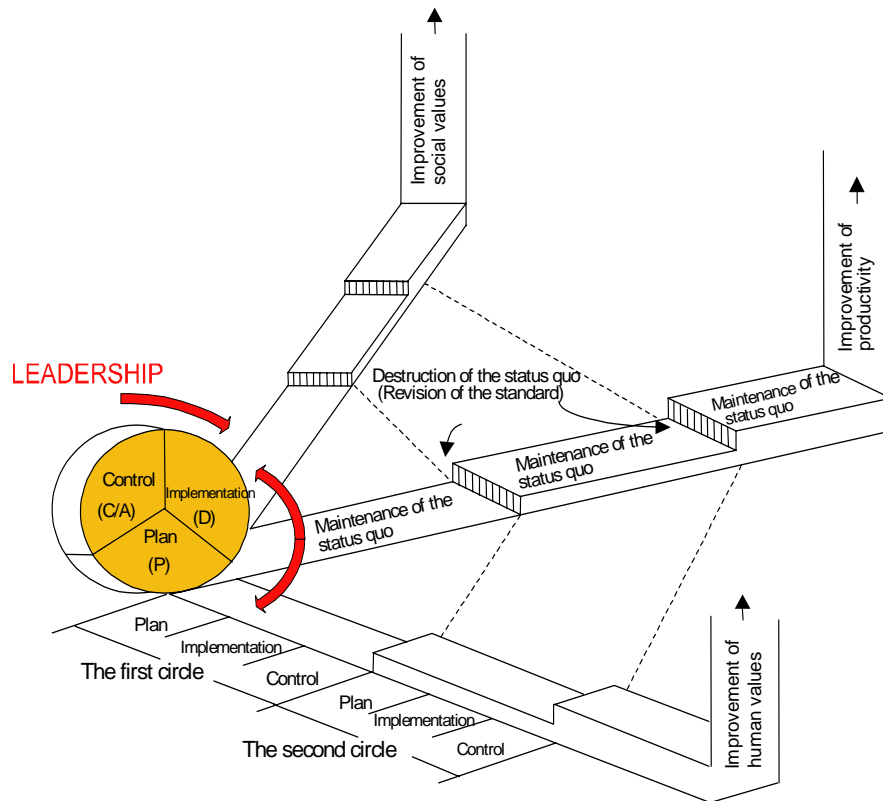 Improvement of
social values
Improvement of
productivity
LEADERSHIP
Destruction of the status quo
(Revision of the standard)
Maintenance of the
status quo
Maintenance of the
status quo
Maintenance of the
status quo
Control
(C/A)
Implementation
(D)
Plan
(P)
Plan
Implementation
Control
The first circle
Plan
Implementation
Control
The second circle
Improvement of
human values